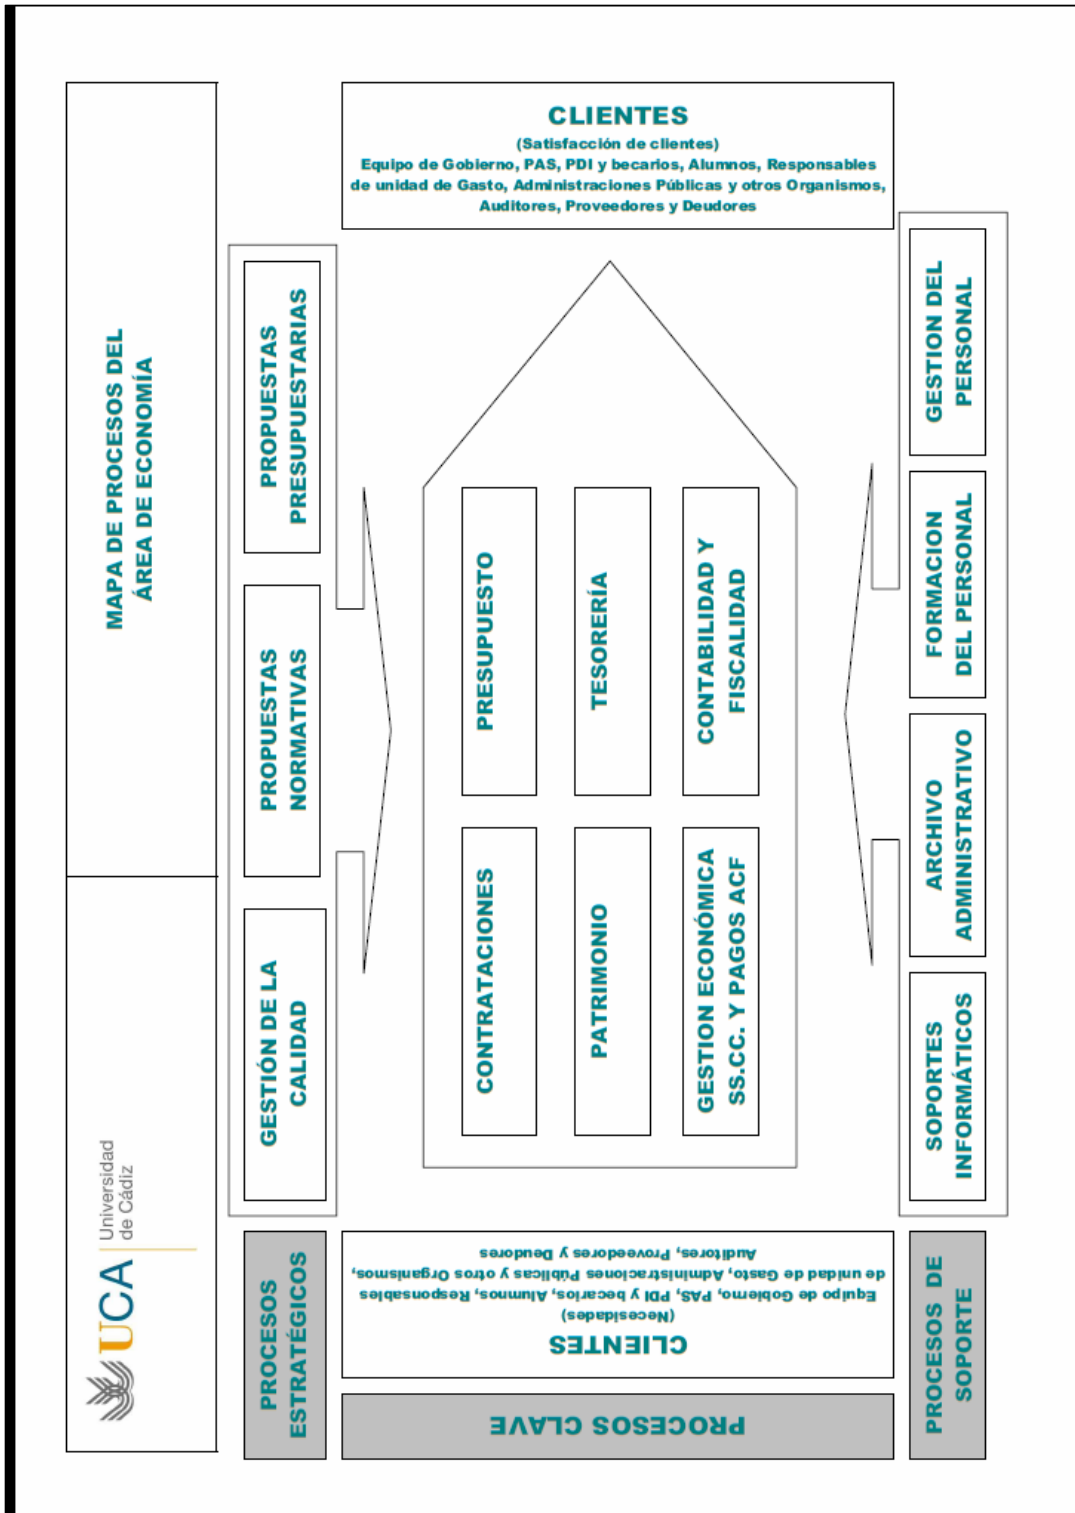 UCA
Universidad
de Cádiz
MAPA DE PROCESOS DEL
ÁREA DE ECONOMÍA
PROCESOS
ESTRATÉGICOS
GESTIÓN DE LA
CALIDAD
PROPUESTAS
NORMATIVAS
PROPUESTAS
PRESUPUESTARIAS
PROCESOS CLAVE
CLIENTES
(Necesidades)
Equipo de Gobierno, PAS, PDI y becarios, Alumnos, Responsables
de unidad de Gasto, Administraciones Públicas y otros Organismos,
Auditores, Proveedores y Deudores
CONTRATACIONES
PRESUPUESTO
PATRIMONIO
TESORERÍA
GESTION ECONÓMICA
SS.CC. Y PAGOS ACF
CONTABILIDAD Y
FISCALIDAD
CLIENTES
(Satisfacción de clientes)
Equipo de Gobierno, PAS, PDI y becarios, Alumnos, Responsables
de unidad de Gasto, Administraciones Públicas y otros Organismos,
Auditores, Proveedores y Deudores
PROCESOS DE
SOPORTE
SOPORTES
INFORMÁTICOS
ARCHIVO
ADMINISTRATIVO
FORMACION
DEL PERSONAL
GESTION DEL
PERSONAL